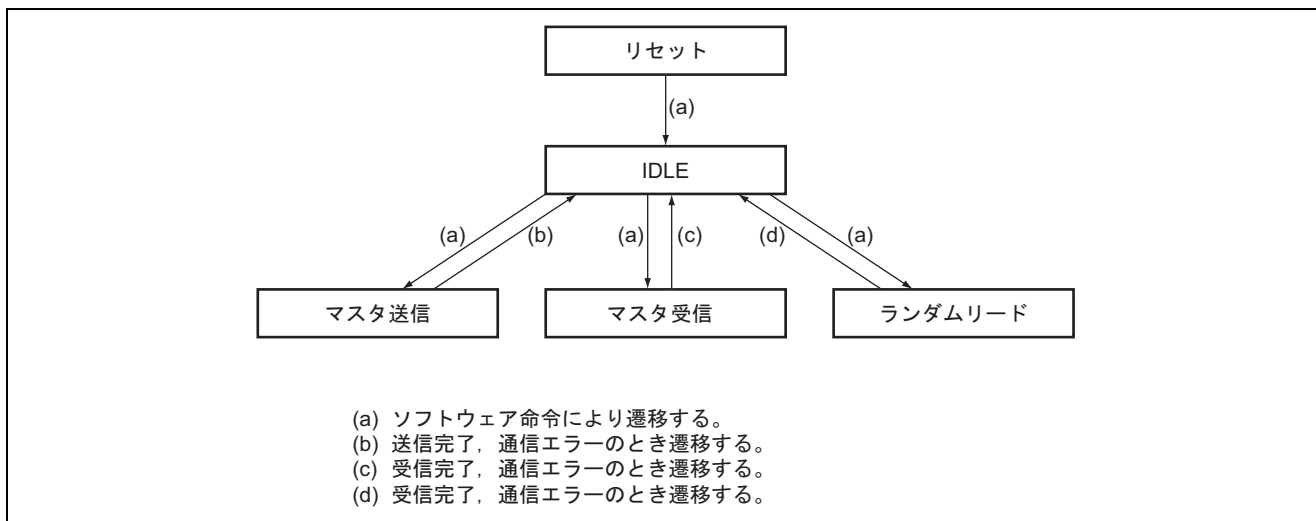 リセット
(a)
IDLE
(a)
(b)
(a)
(c)
(d)
(a)
マスタ送信
マスタ受信
ランダムリード
(a) ソフトウェア命令により遷移する。
(b) 送信完了，通信エラーのとき遷移する。
(c) 受信完了，通信エラーのとき遷移する。
(d) 受信完了，通信エラーのとき遷移する。